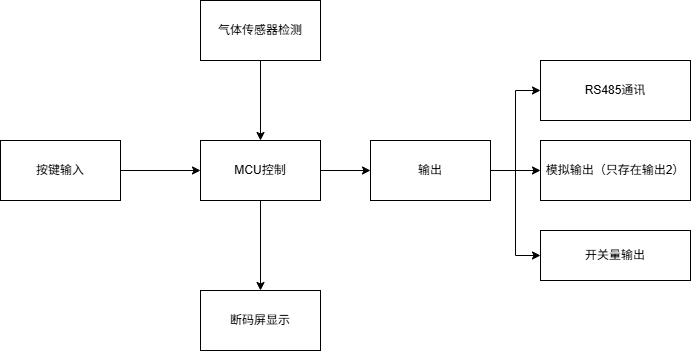 气体传感器检测
RS485通讯
按键输入
MCU控制
输出
模拟输出（只存在输出2）
开关量输出
断码屏显示